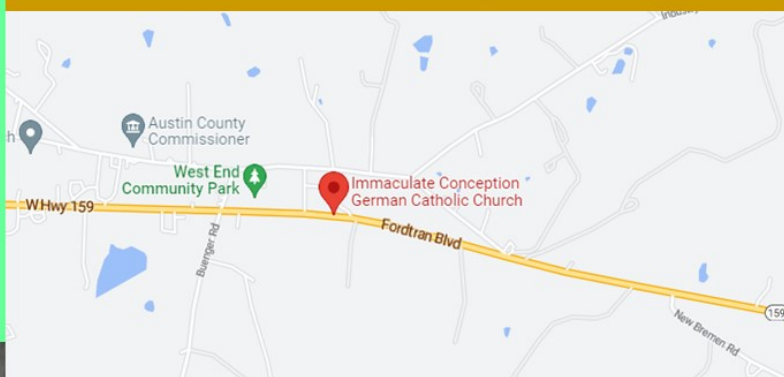 Austin County
Commissioner
West End
Community Park
Immaculate Conception
German Catholic Church
W Hwy 159
Fordtran Blvd
Buenger Rd
159
New Bremen Rd